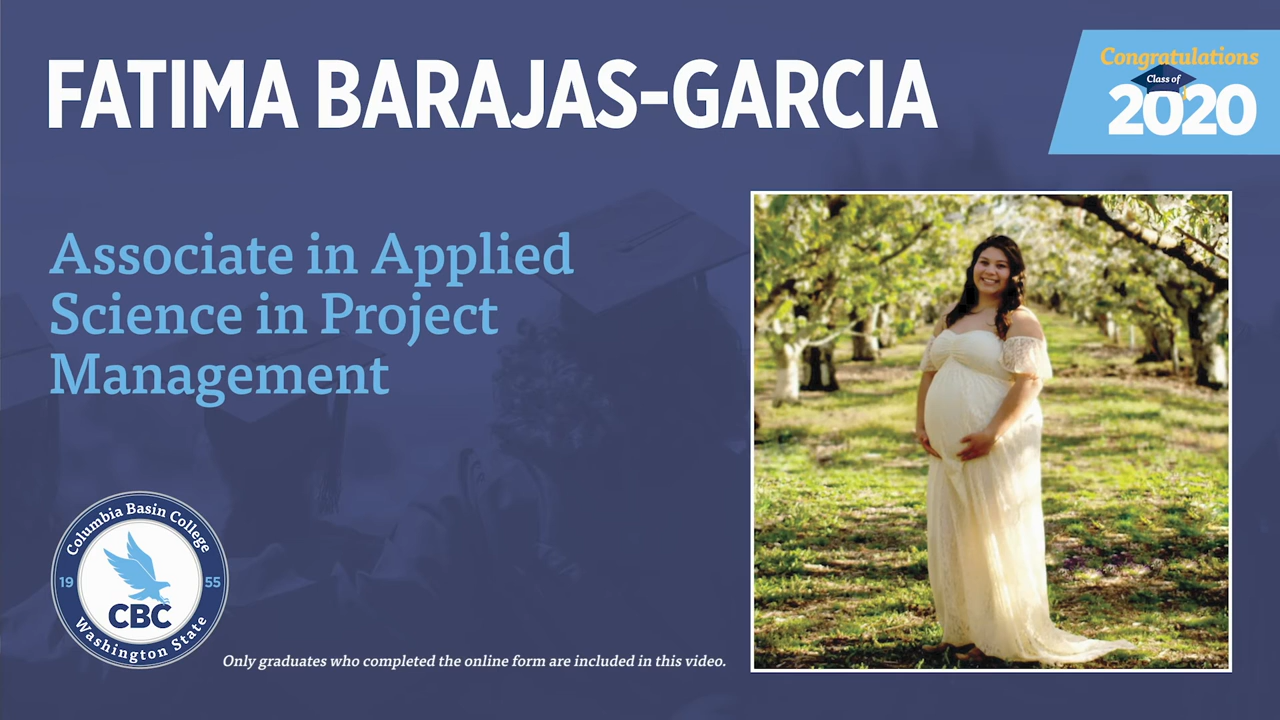 FATIMA BARAJAS-GARCIA
Congratulations
Class of
2020
Associate in Applied
Science in Project
Management
Columbia Basin College
19 55
CBC
Washington State
Only graduates who completed the online form are included in this video.